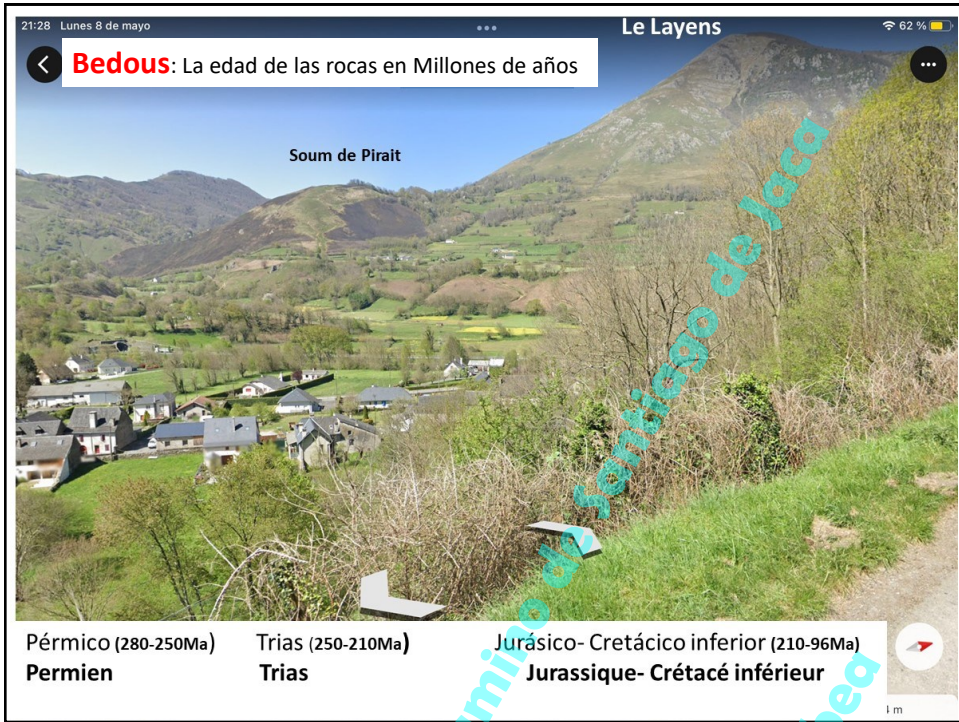 21:28 Lunes 8 de mayo
Le Layens
62 %
Bedous: La edad de las rocas en Millones de años
Soum de Pirait
Camino de Santiago de Jaca
Pérmico (280-250Ma) Trias (250-210Ma) Jurásico- Cretácico inferior (210-96Ma)
Permien Trias Jurassique- Crétacé inférieur
m